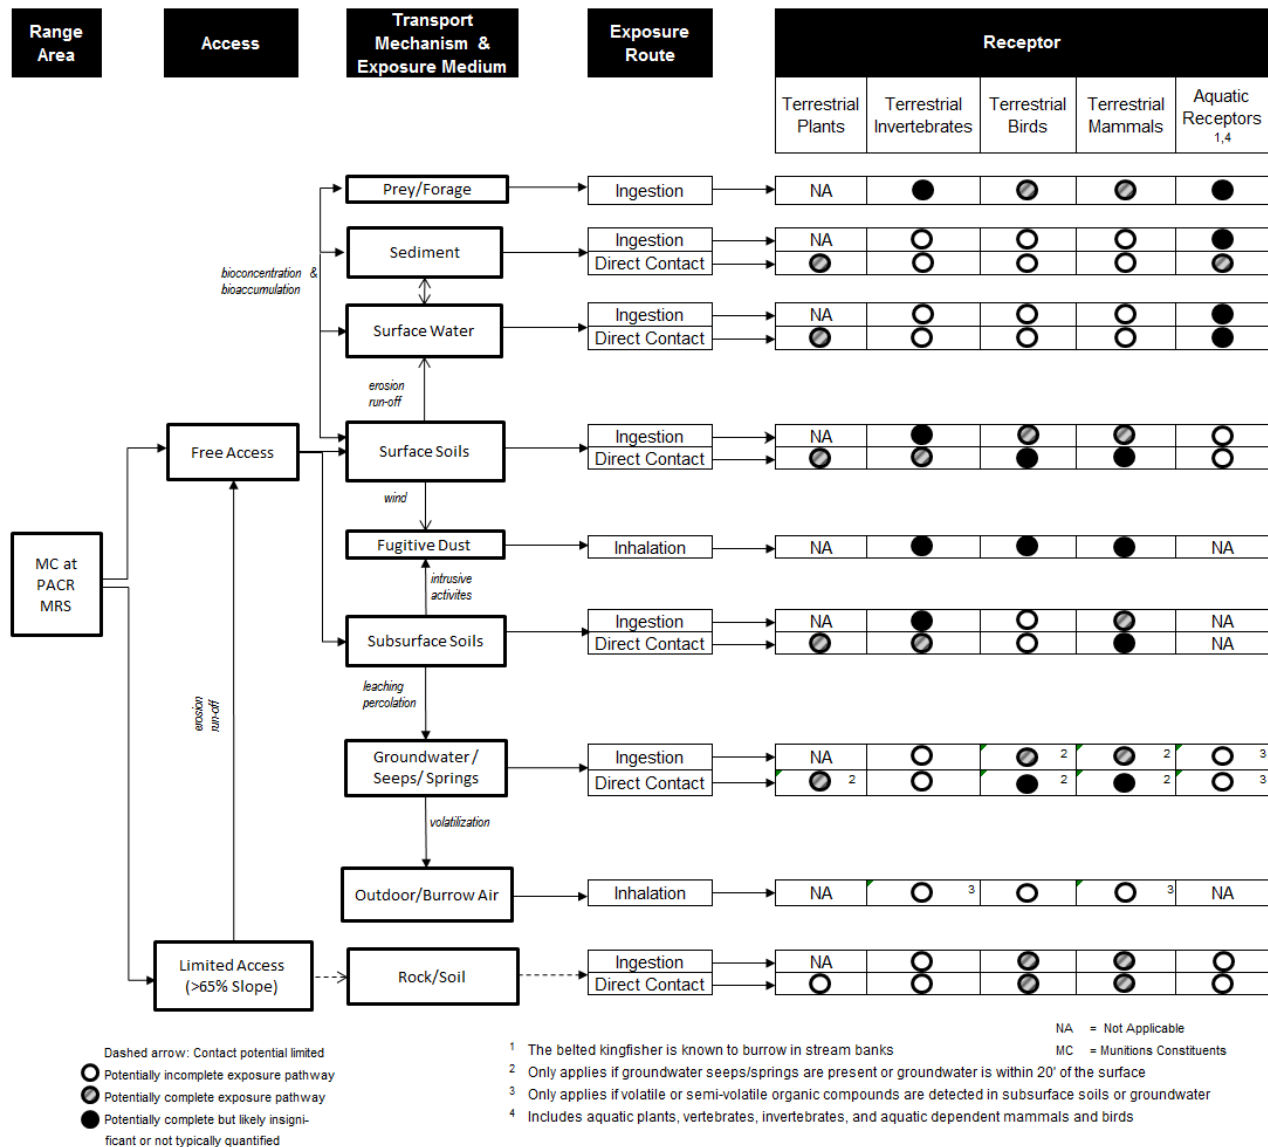 Range
Area
Access
Transport
Mechanism &
Exposure Medium
Exposure
Route
Receptor
Terrestrial
Plants
Terrestrial
Invertebrates
Terrestrial
Birds
Terrestrial
Mammals
Aquatic
Receptors
1,4
Prey/Forage
Ingestion
NA
Sediment
Ingestion
NA
Direct Contact
bioconcentration &
bioaccumulation
Surface Water
Ingestion
NA
Direct Contact
erosion
run-off
Free Access
Surface Soils
Ingestion
NA
Direct Contact
wind
MC at
PACR
MRS
Fugitive Dust
Inhalation
NA
NA
intrusive
activites
Subsurface Soils
Ingestion
NA
NA
Direct Contact
NA
leaching
percolation
erosion
run-off
Groundwater /
Seeps/ Springs
Ingestion
NA
2
2
3
Direct Contact
2
2
2
3
volatilization
Outdoor/Burrow Air
Inhalation
NA
3
3
NA
Limited Access
(>65% Slope)
Rock/Soil
Ingestion
NA
Direct Contact
Dashed arrow: Contact potential limited
Potentially incomplete exposure pathway
Potentially complete exposure pathway
Potentially complete but likely insigni-
ficant or not typically quantified
1 The belted kingfisher is known to burrow in stream banks
2 Only applies if groundwater seeps/springs are present or groundwater is within 20' of the surface
3 Only applies if volatile or semi-volatile organic compounds are detected in subsurface soils or groundwater
4 Includes aquatic plants, vertebrates, invertebrates, and aquatic dependent mammals and birds
NA = Not Applicable
MC = Munitions Constituents